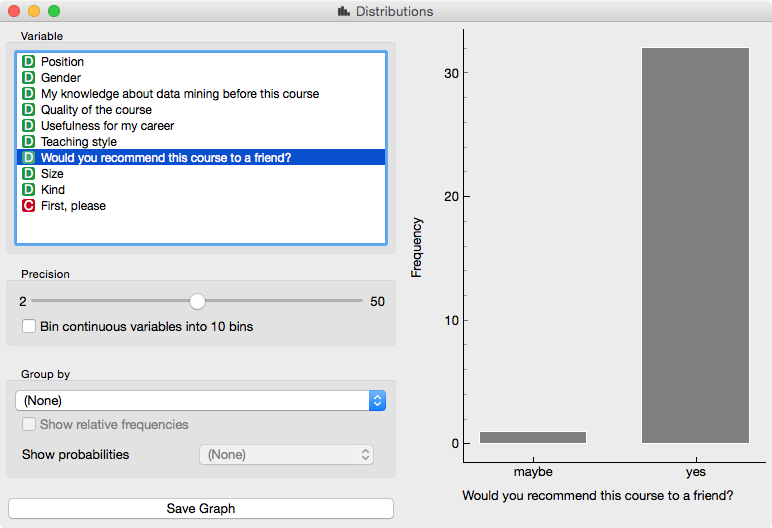 Distributions
Variable
D Position
D Gender
D My knowledge about data mining before this course
D Quality of the course
D Usefulness for my career
D Teaching style
D Would you recommend this course to a friend?
D Size
D Kind
C First, please
Precision
2 50
Bin continuous variables into 10 bins
Group by
(None)
Show relative frequencies
Show probabilities (None)
Save Graph
Frequency
30
20
10
0
maybe yes
Would you recommend this course to a friend?